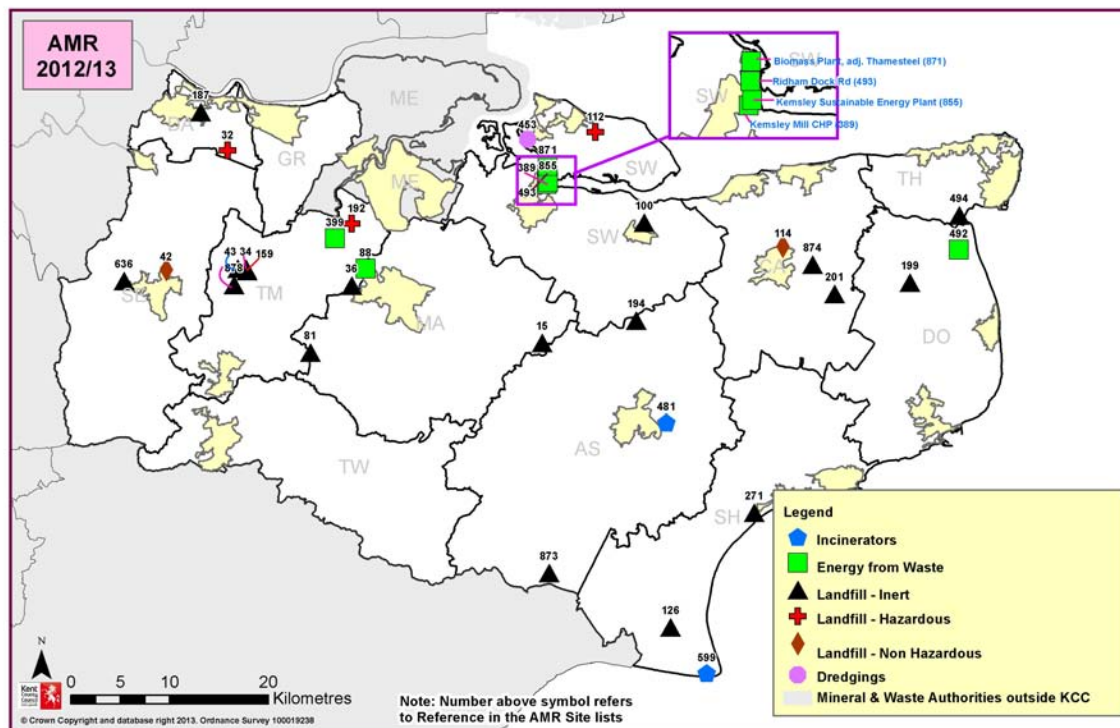 AMR
2012/13
Biomass Plant, adj. Thamesteel (871)
Ridham Dock Rd (493)
Kemsley Sustainable Energy Plant (855)
Kemsley Mill CHP (389)
SW
SW
ME
187
DA
32
GR
ME
453
112
871
389
855
493
SW
TH
494
492
192
399
100
SW
114
874
CA
201
199
636
42
SE
43
34
159
878
TM
88
36
MA
194
15
81
DO
481
AS
TW
271
SH
873
126
599
Legend
Incinerators
Energy from Waste
Landfill - Inert
Landfill - Hazardous
Landfill - Non Hazardous
Dredgings
Mineral & Waste Authorities outside KCC
N
Kent
County
Council
0 5 10 20
Kilometres
Note: Number above symbol refers
to Reference in the AMR Site lists
© Crown Copyright and database right 2013. Ordnance Survey 100019238